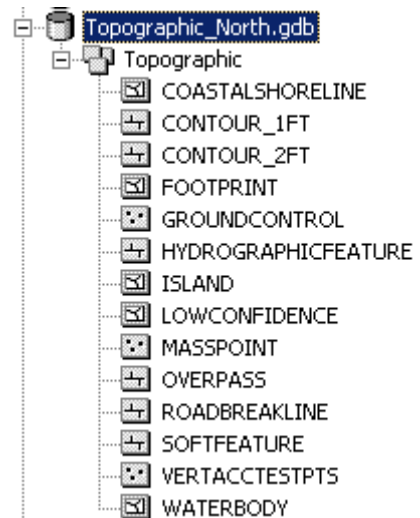 Topographic_North.gdb
Topographic
COASTALSHORELINE
CONTOUR_1FT
CONTOUR_2FT
FOOTPRINT
GROUNDCONTROL
HYDROGRAPHICFEATURE
ISLAND
LOWCONFIDENCE
MASSPOINT
OVERPASS
ROADBREAKLINE
SOFTFEATURE
VERTACCTESTPTS
WATERBODY